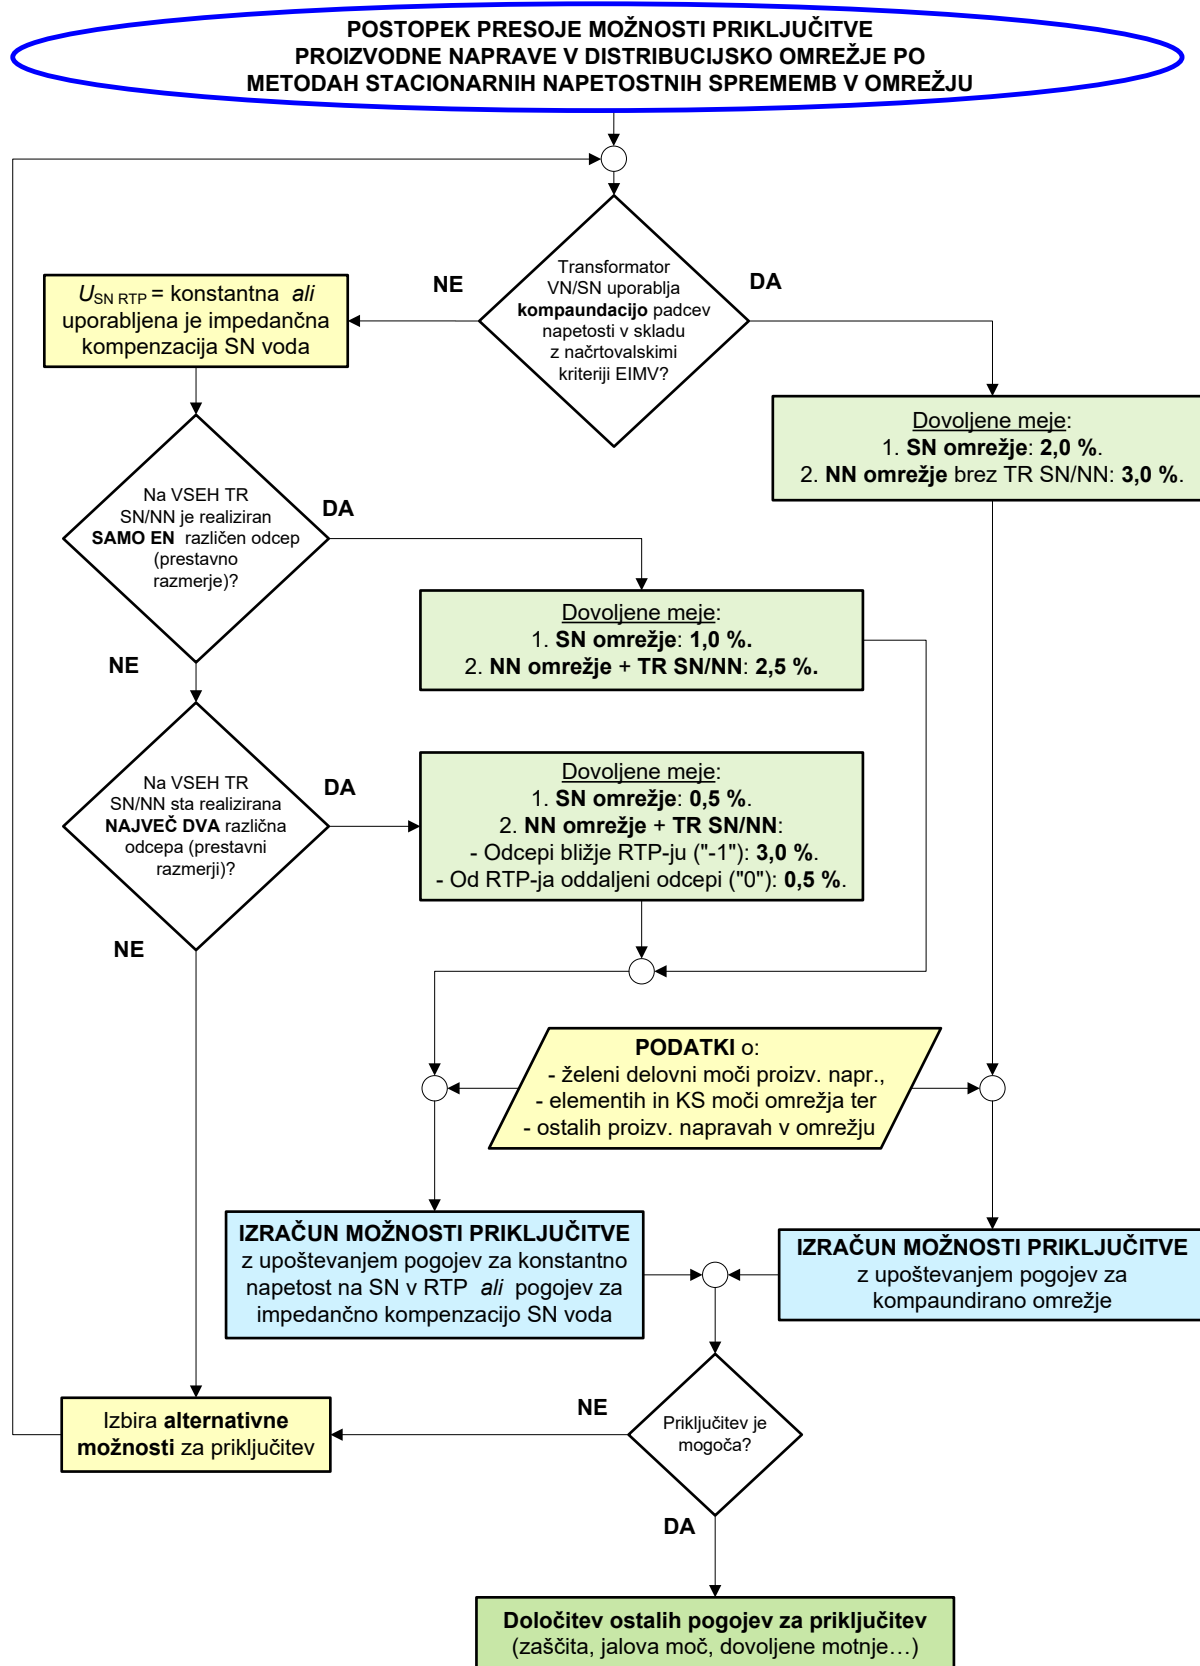 POSTOPEK PRESOJE MOŽNOSTI PRIKLJUČITVE
PROIZVODNE NAPRAVE V DISTRIBUCIJSKO OMREŽJE PO
METODAH STACIONARNIH NAPETOSTNIH SPREMEMB V OMREŽJU
Transformator
VN/SN uporablja
kompaundacijo padcev
napetosti v skladu
z načrtovalskimi
kriteriji EIMV?
NE
DA
USN RTP = konstantna ali
uporabljena je impedančna
kompenzacija SN voda
Dovoljene meje:
1. SN omrežje: 2,0 %.
2. NN omrežje brez TR SN/NN: 3,0 %.
Na VSEH TR
SN/NN je realiziran
SAMO EN različen odcep
(prestavno
razmerje)?
DA
NE
Dovoljene meje:
1. SN omrežje: 1,0 %.
2. NN omrežje + TR SN/NN: 2,5 %.
Na VSEH TR
SN/NN sta realizirana
NAJVEČ DVA različna
odcepa (prestavni
razmerji)?
DA
NE
Dovoljene meje:
1. SN omrežje: 0,5 %.
2. NN omrežje + TR SN/NN:
- Odcepi bližje RTP-ju ("-1"): 3,0 %.
- Od RTP-ja oddaljeni odcepi ("0"): 0,5 %.
PODATKI o:
- želeni delovni moči proizv. napr.,
- elementih in KS moči omrežja ter
- ostalih proizv. napravah v omrežju
IZRAČUN MOŽNOSTI PRIKLJUČITVE
z upoštevanjem pogojev za konstantno
napetost na SN v RTP ali pogojev za
impedančno kompenzacijo SN voda
IZRAČUN MOŽNOSTI PRIKLJUČITVE
z upoštevanjem pogojev za
kompaundirano omrežje
Priključitev je
mogoča?
NE
DA
Izbira alternativne
možnosti za priključitev
Določitev ostalih pogojev za priključitev
(zaščita, jalova moč, dovoljene motnje…)